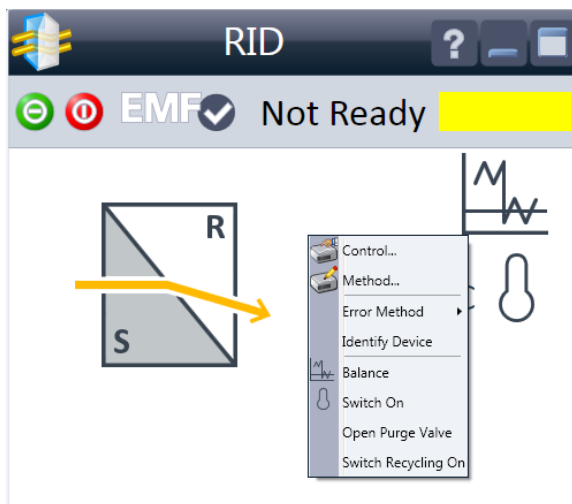 RID
?
EMF
Not Ready
R
S
Control...
Method...
Error Method
Identify Device
Balance
Switch On
Open Purge Valve
Switch Recycling On